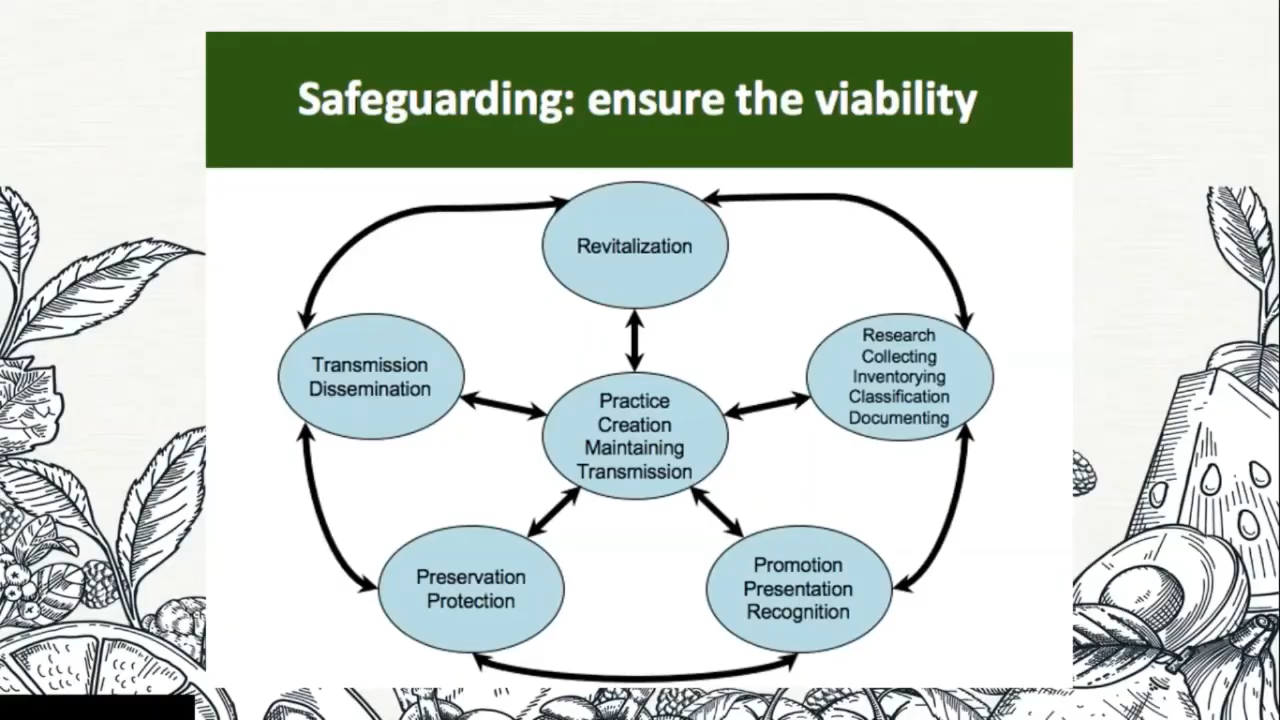 Safeguarding: ensure the viability
Revitalization
Transmission
Dissemination
Research
Collecting
Inventorying
Classification
Documenting
Practice
Creation
Maintaining
Transmission
Preservation
Protection
Promotion
Presentation
Recognition